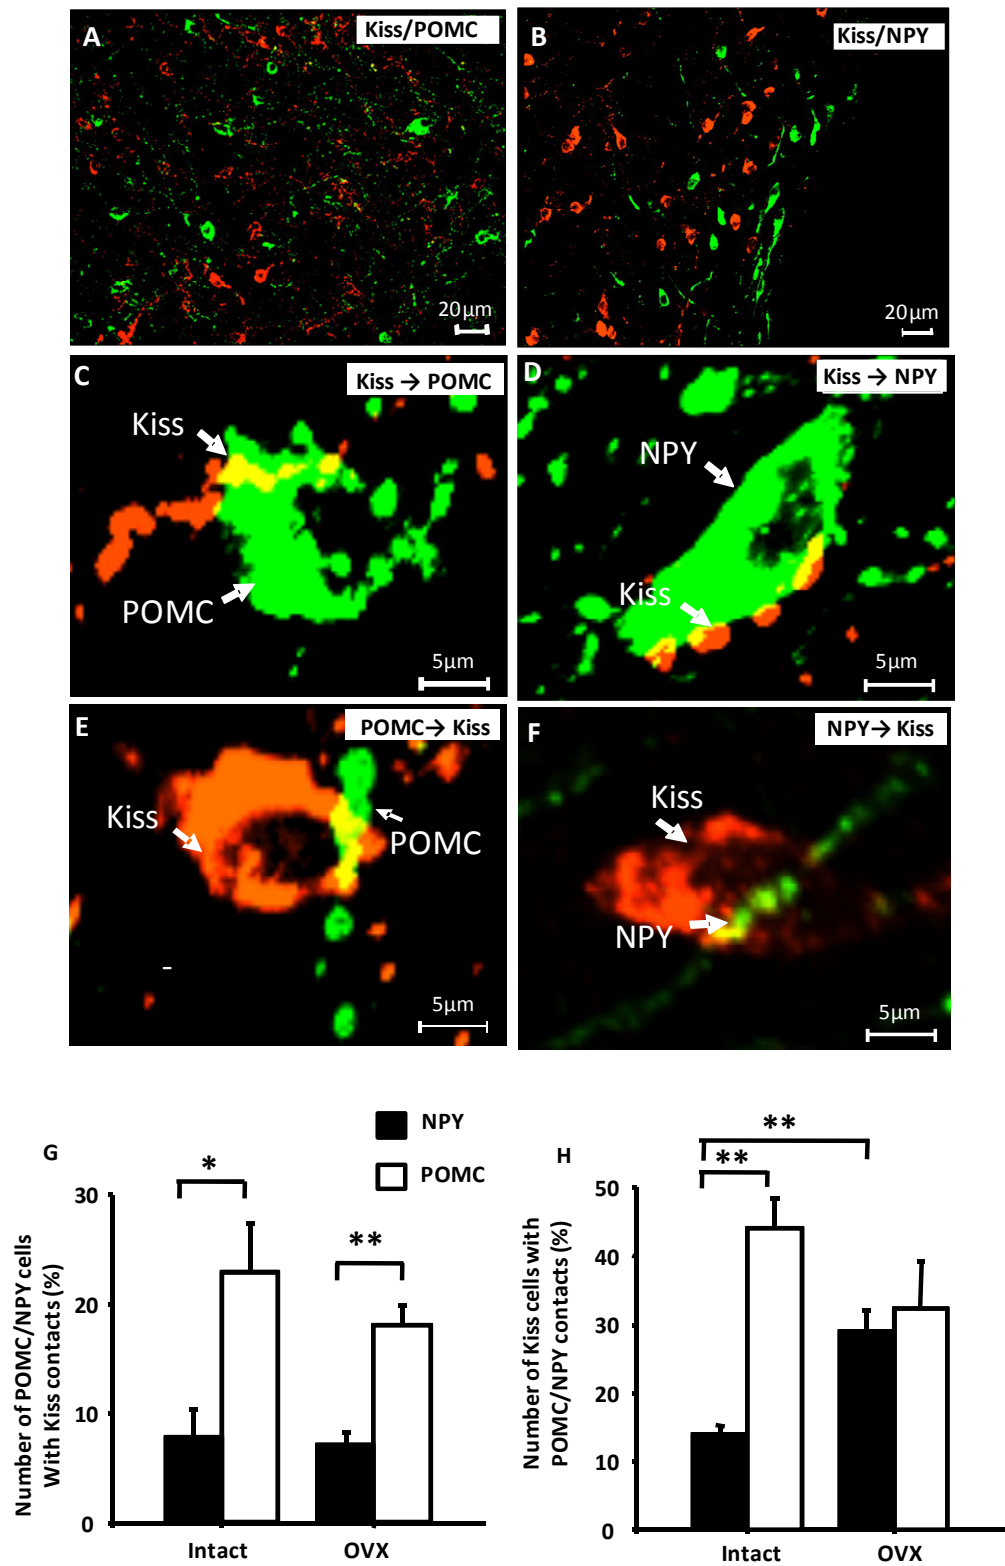 A
Kiss/POMC
B
Kiss/NPY
20µm
20µm
C
Kiss → POMC
D
Kiss → NPY
Kiss
NPY
POMC
Kiss
5µm
5µm
E
POMC→ Kiss
F
NPY→ Kiss
Kiss
POMC
Kiss
NPY
5µm
5µm
NPY
POMC
G
*
**
30
20
10
0
Number of POMC/NPY cells
With Kiss contacts (%)
Intact
OVX
H
**
**
50
40
30
20
10
0
Number of Kiss cells with
POMC/NPY contacts (%)
Intact
OVX